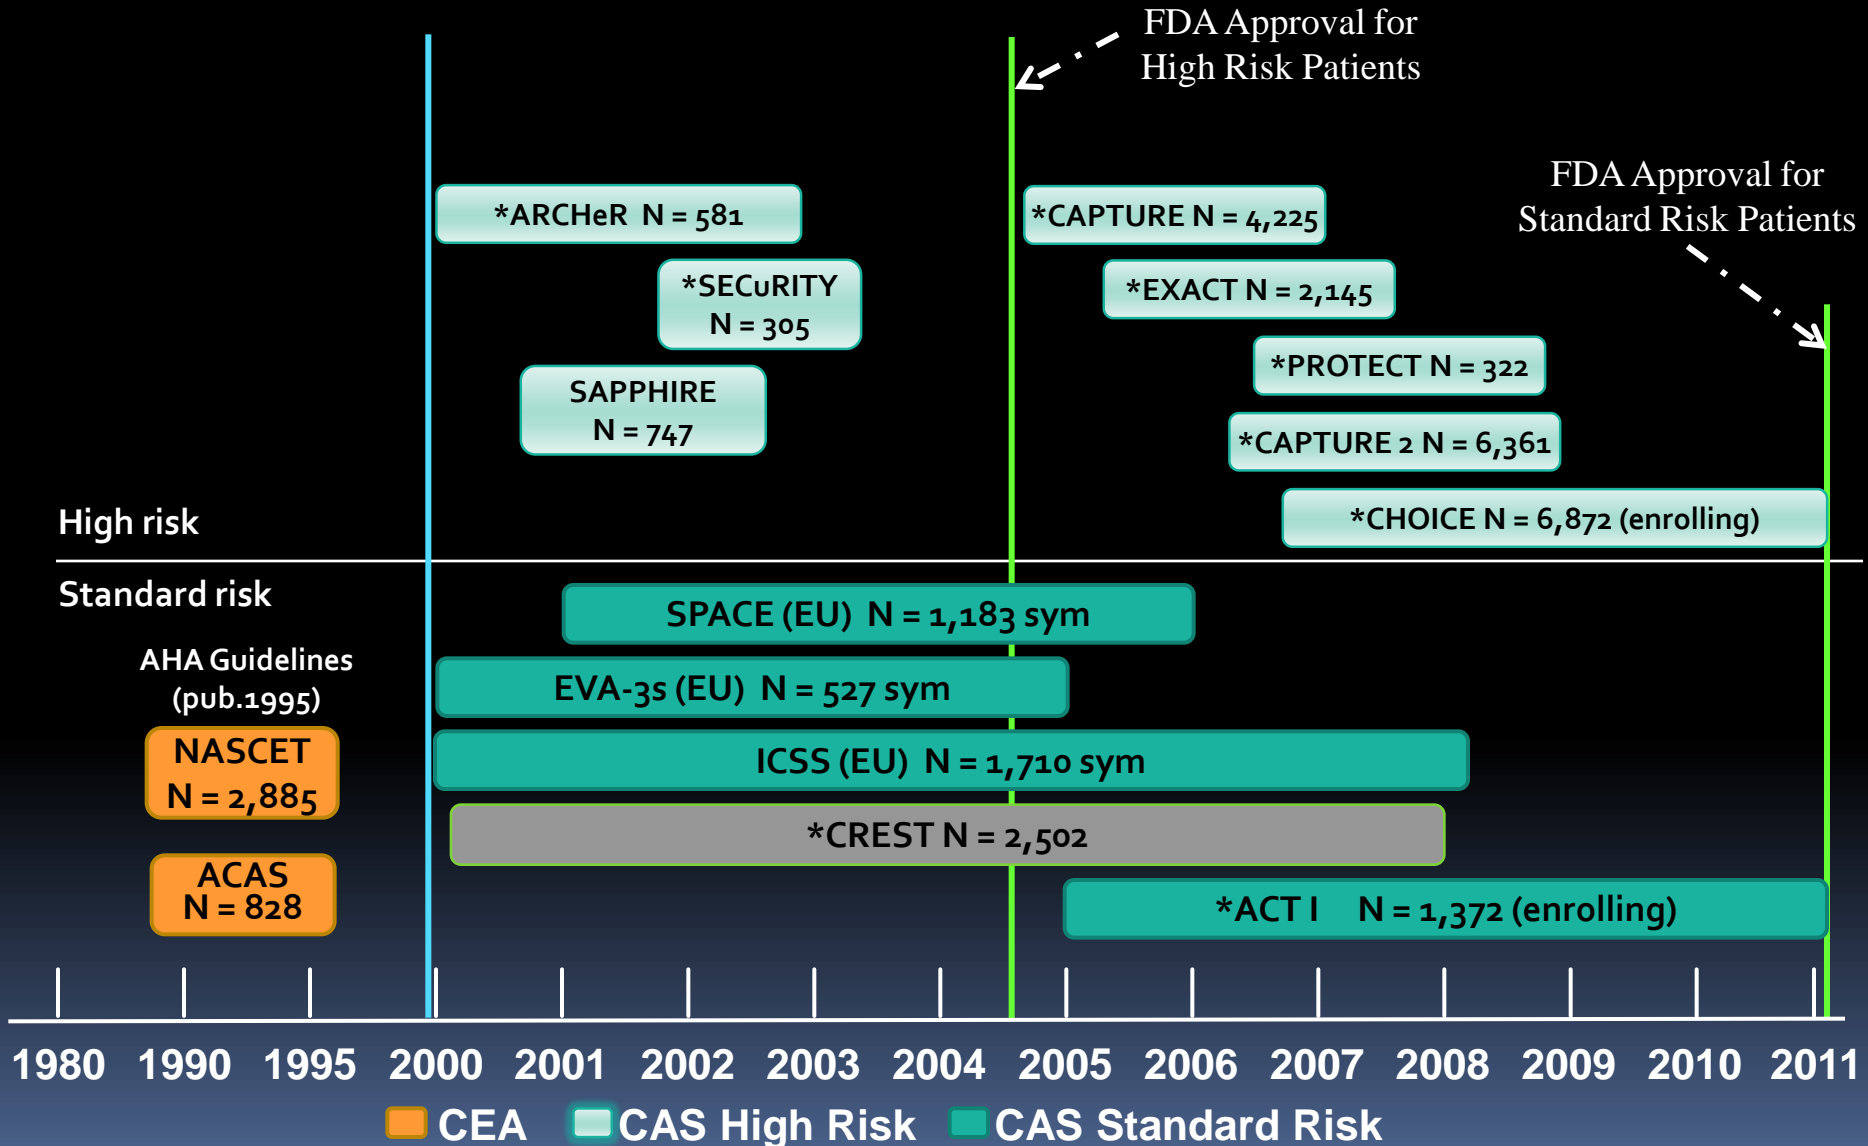 FDA Approval for
High Risk Patients
FDA Approval for
Standard Risk Patients
*ARCHeR N = 581
*CAPTURE N = 4,225
*SECuRITY
N = 305
*EXACT N = 2,145
SAPPHIRE
N = 747
*PROTECT N = 322
*CAPTURE 2 N = 6,361
*CHOICE N = 6,872 (enrolling)
High risk
Standard risk
SPACE (EU) N = 1,183 sym
AHA Guidelines
(pub.1995)
EVA-3s (EU) N = 527 sym
NASCET
N = 2,885
ICSS (EU) N = 1,710 sym
*CREST N = 2,502
ACAS
N = 828
*ACT I N = 1,372 (enrolling)
1980 1990 1995 2000 2001 2002 2003 2004 2005 2006 2007 2008 2009 2010 2011
CEA CAS High Risk CAS Standard Risk